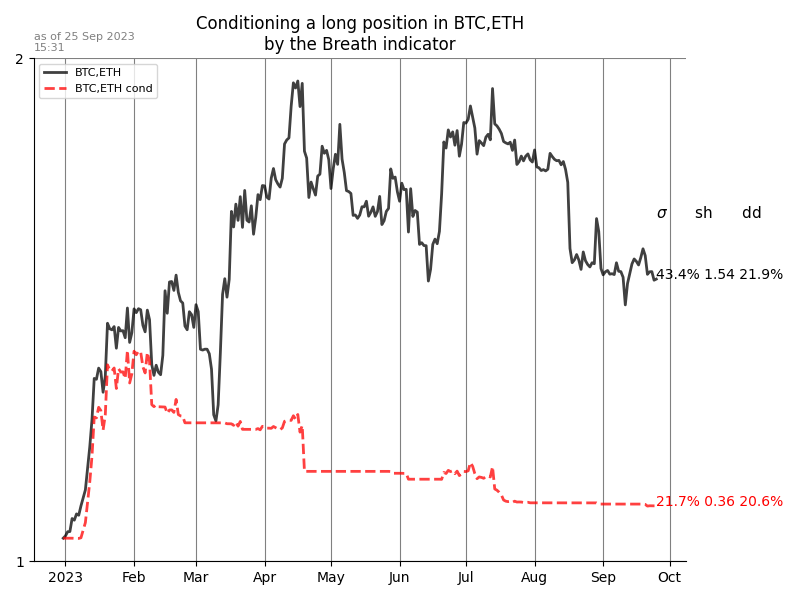 Conditioning a long position in BTC,ETH
by the Breath indicator
as of 25 Sep 2023
15:31
2
BTC,ETH
BTC,ETH cond
σ sh dd
43.4% 1.54 21.9%
21.7% 0.36 20.6%
1
2023 Feb Mar Apr May Jun Jul Aug Sep Oct